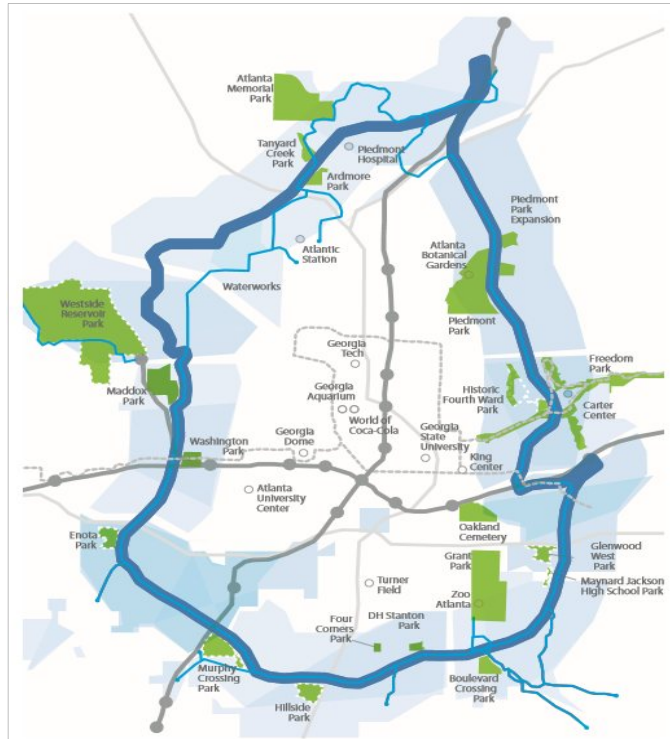 Atlanta
Memorial
Park
Tanyard
Creek
Park
Piedmont
Hospital
Ardmore
Park
Piedmont
Park
Expansion
Atlantic
Station
Atlanta
Botanical
Gardens
Waterworks
Westside
Reservoir
Park
Piedmont
Park
Georgia
Tech
Freedom
Park
Maddox
Park
Georgia
Aquarium
Historic
Fourth Ward
Park
Carter
Center
World of
Coca-Cola
Georgia
State
University
Washington
Park
Georgia
Dome
King
Center
Atlanta
University
Center
Oakland
Cemetery
Enota
Park
Glenwood
West
Park
Grant
Park
Turner
Field
Maynard Jackson
High School Park
Zoo
Atlanta
Four
Corners
Park
DH Stanton
Park
Murphy
Crossing
Park
Hillside
Park
Boulevard
Crossing
Park